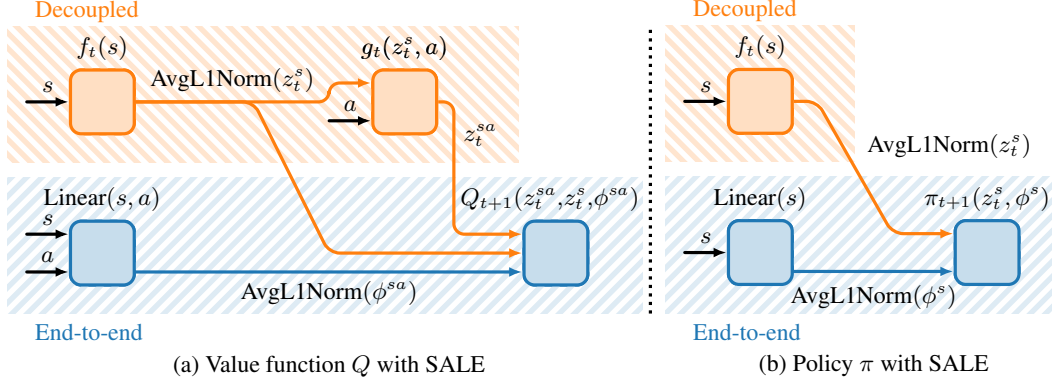 Decoupled
f_t(s)
g_t(z_t^s, a)
AvgL1Norm(z_t^s)
s
a
z_t^{sa}
Linear(s, a)
Q_{t+1}(z_t^{sa}, z_t^s, ϕ^{sa})
s
a
AvgL1Norm(ϕ^{sa})
End-to-end
(a) Value function Q with SALE
Decoupled
f_t(s)
s
AvgL1Norm(z_t^s)
Linear(s)
π_{t+1}(z_t^s, ϕ^s)
s
AvgL1Norm(ϕ^s)
End-to-end
(b) Policy π with SALE